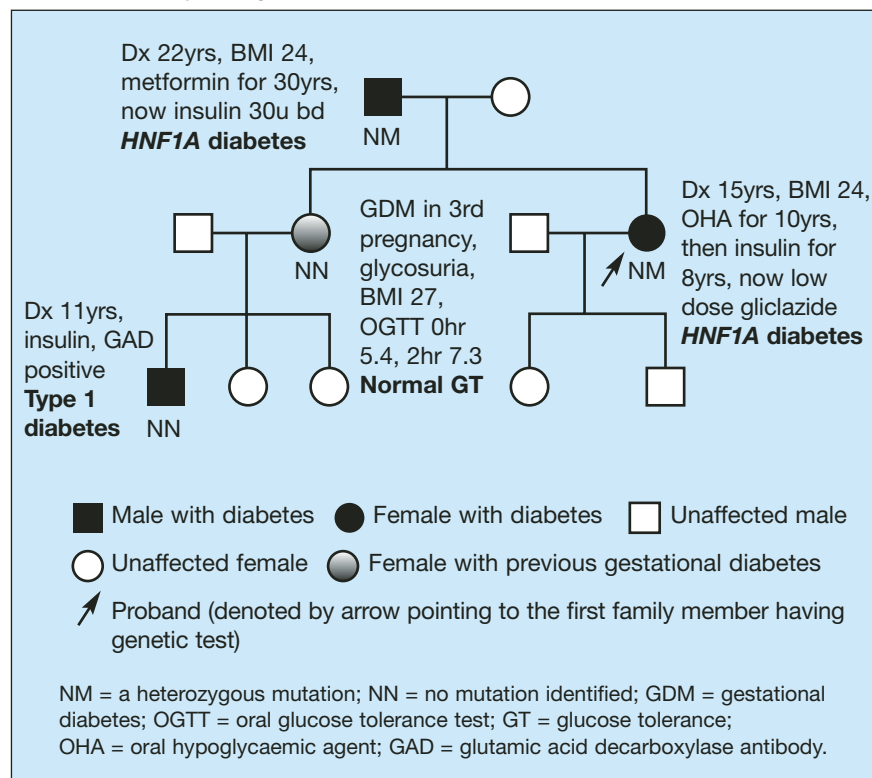 Dx 22yrs, BMI 24,
metformin for 30yrs,
now insulin 30u bd
HNF1A diabetes
NM
Dx 15yrs, BMI 24,
OHA for 10yrs,
then insulin for
8yrs, now low
dose gliclazide
HNF1A diabetes
NM
GDM in 3rd
pregnancy,
glycosuria,
BMI 27,
OGTT 0hr
5.4, 2hr 7.3
Normal GT
NN
Dx 11yrs,
insulin, GAD
positive
Type 1
diabetes
NN
Male with diabetes
Female with diabetes
Unaffected male
Unaffected female
Female with previous gestational diabetes
Proband (denoted by arrow pointing to the first family member having
genetic test)
NM = a heterozygous mutation; NN = no mutation identified; GDM = gestational
diabetes; OGTT = oral glucose tolerance test; GT = glucose tolerance;
OHA = oral hypoglycaemic agent; GAD = glutamic acid decarboxylase antibody.